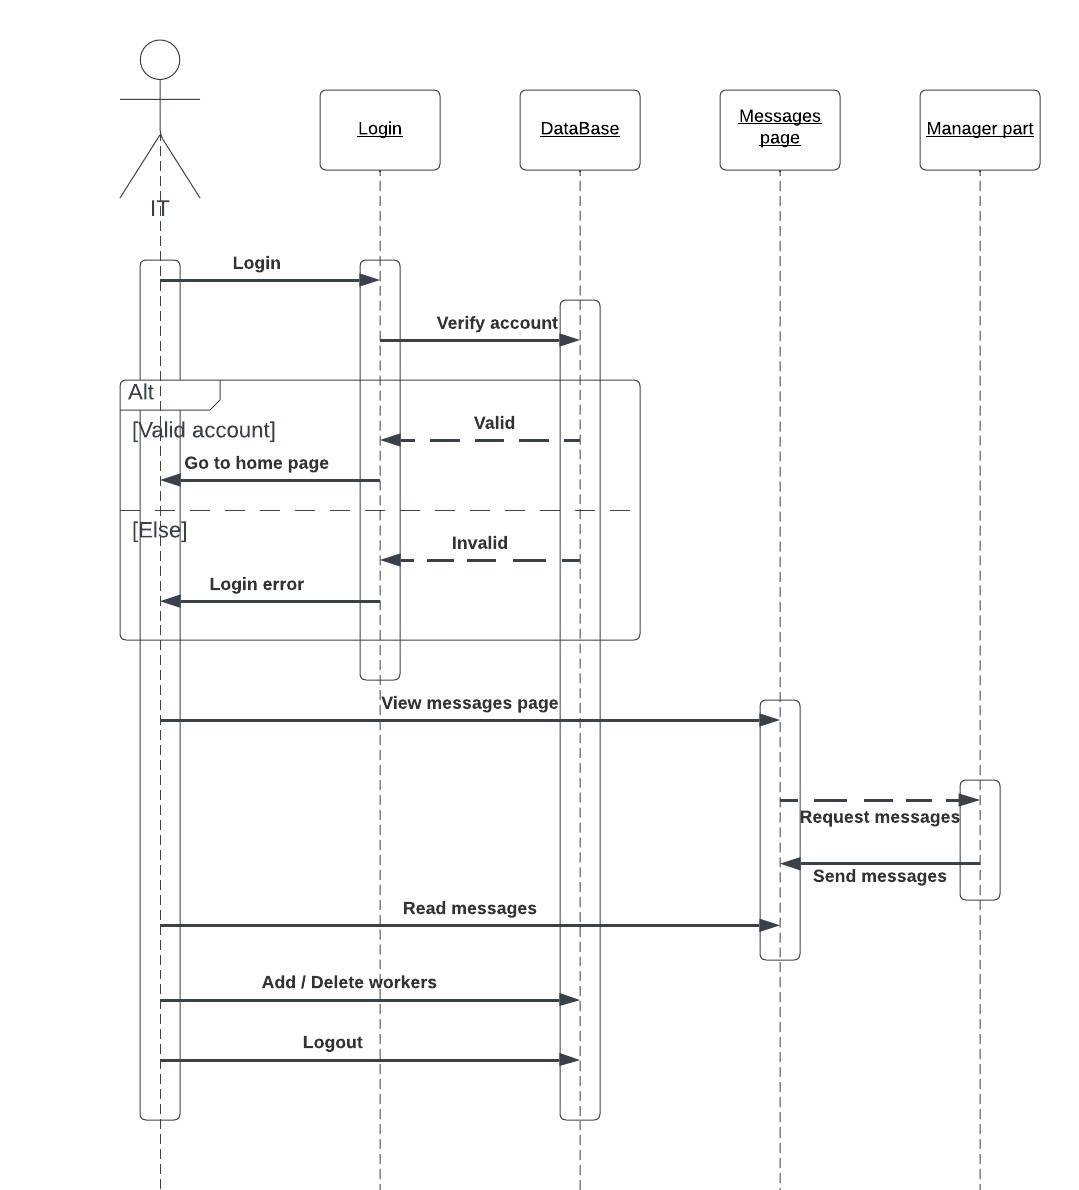 Login
DataBase
Messages
page
Manager part
IT
Login
Verify account
Alt
[Valid account]
Valid
Go to home page
[Else]
Invalid
Login error
View messages page
Request messages
Send messages
Read messages
Add / Delete workers
Logout